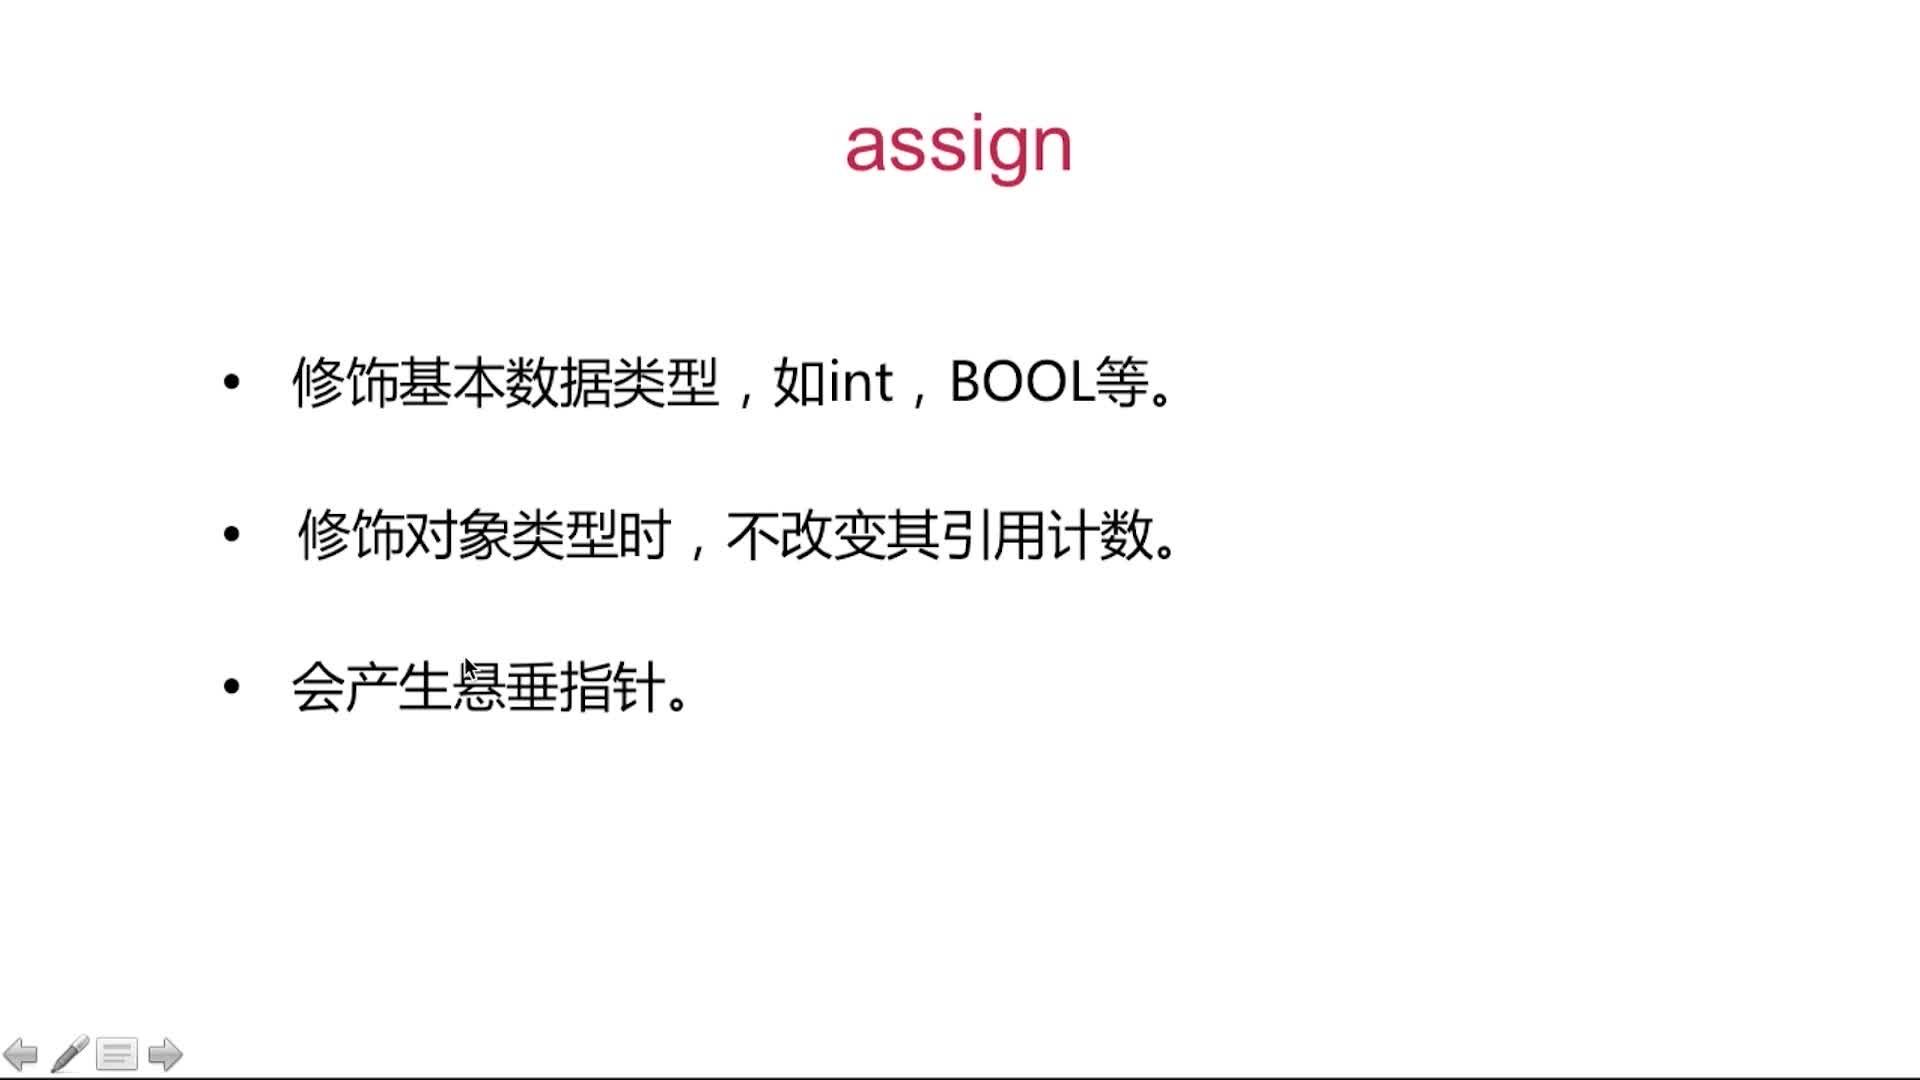 assign
• 修饰基本数据类型，如int，BOOL等。
• 修饰对象类型时，不改变其引用计数。
• 会产生悬垂指针。